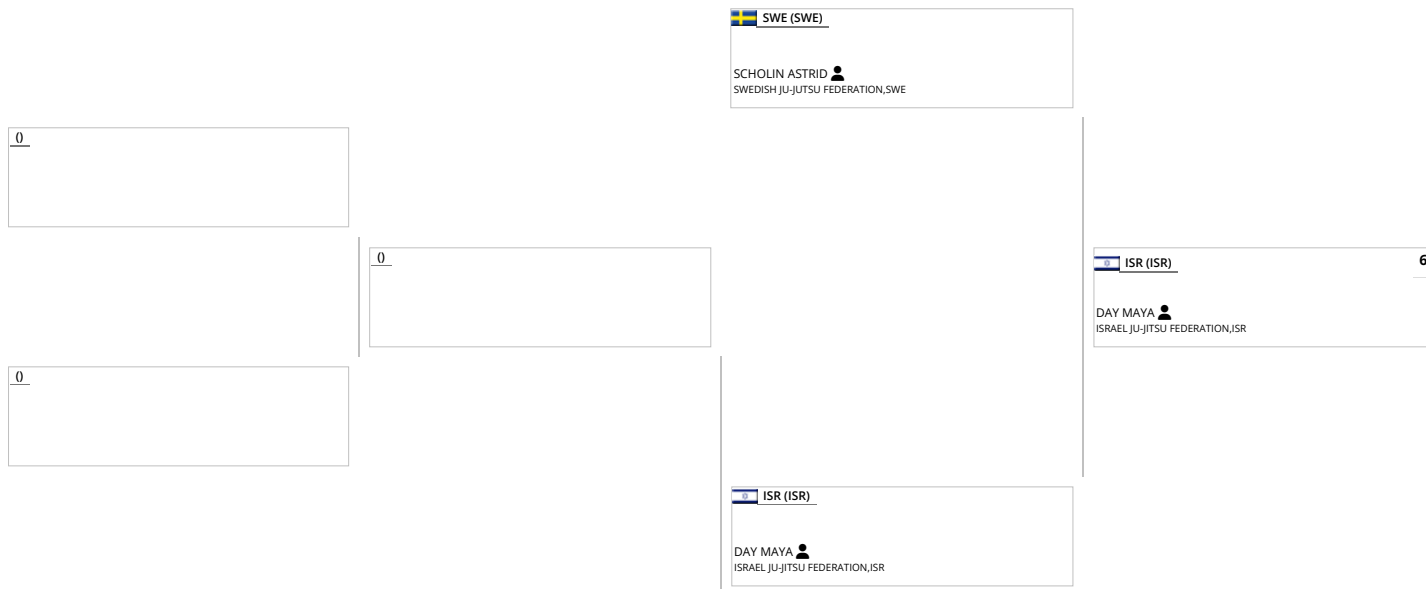 SWE (SWE)
SCHOLIN ASTRID
SWEDISH JU-JUTSU FEDERATION,SWE
()
()
ISR (ISR)
6
DAY MAYA
ISRAEL JU-JITSU FEDERATION,ISR
()
ISR (ISR)
DAY MAYA
ISRAEL JU-JITSU FEDERATION,ISR